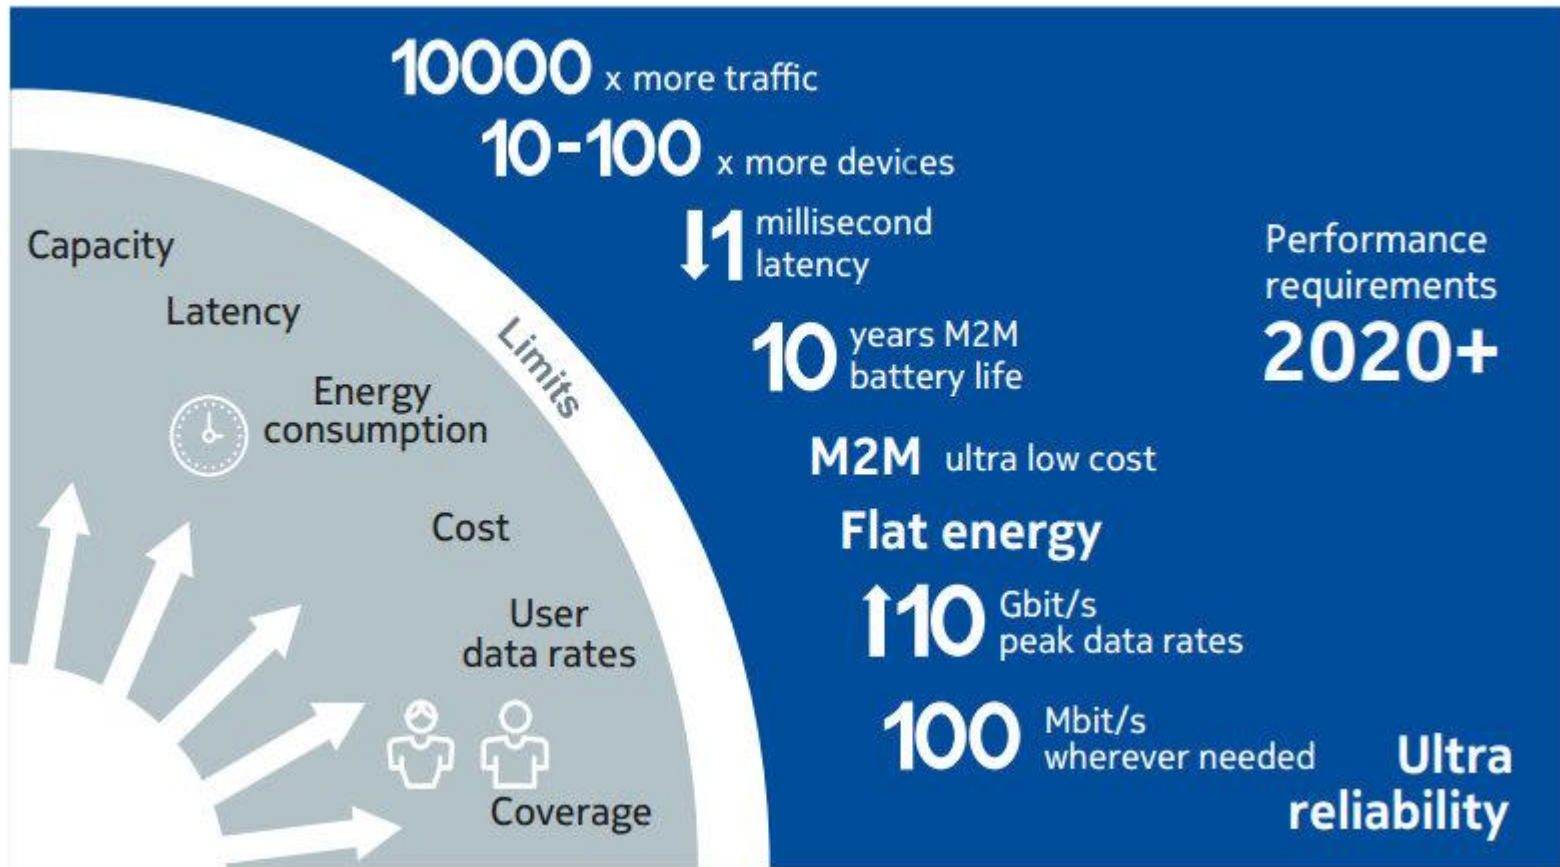 10000 x more traffic
10-100 x more devices
1 millisecond
latency
10 years M2M
battery life
M2M ultra low cost
Flat energy
10 Gbit/s
peak data rates
100 Mbit/s
wherever needed
Ultra
reliability
Performance
requirements
2020+
Limits
Capacity
Latency
Energy
consumption
Cost
User
data rates
Coverage